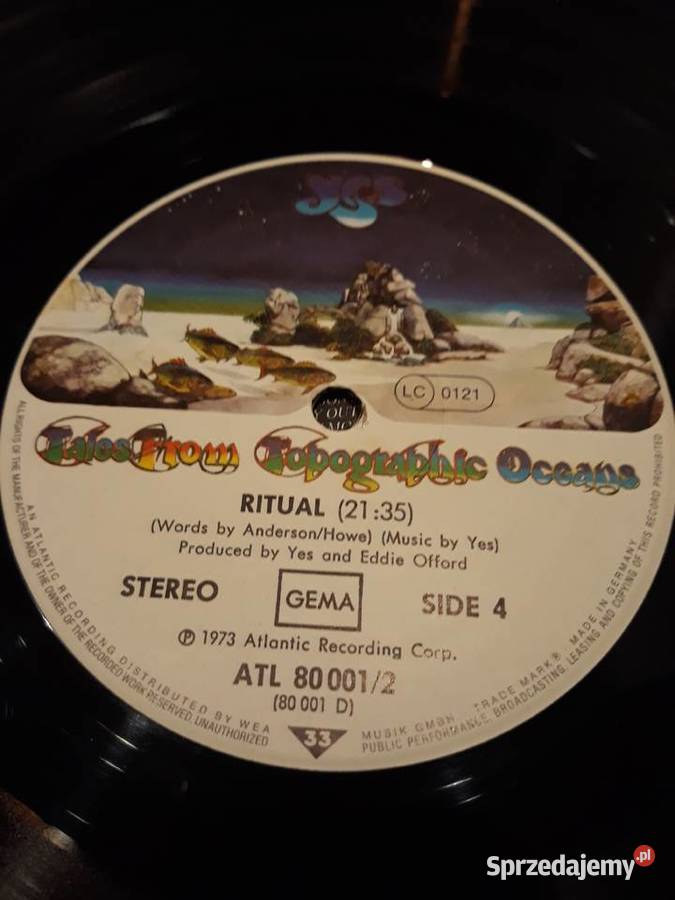 YES
LC 0121
OUT
Tales From Topographic Oceans
RITUAL (21:35)
(Words by Anderson/Howe) (Music by Yes)
Produced by Yes and Eddie Offord
STEREO
GEMA
SIDE 4
℗ 1973 Atlantic Recording Corp.
ATL 80 001/2
(80 001 D)
33
ALL RIGHTS OF THE MANUFACTURER AND OF THE OWNER OF THE RECORDED WORK RESERVED. UNAUTHORIZED PUBLIC PERFORMANCE, BROADCASTING, LEASING AND COPYING OF THIS RECORD PROHIBITED
AN ATLANTIC RECORDING DISTRIBUTED BY WEA MUSIK GMBH · TRADE MARK® MADE IN GERMANY
Sprzedajemy.pl